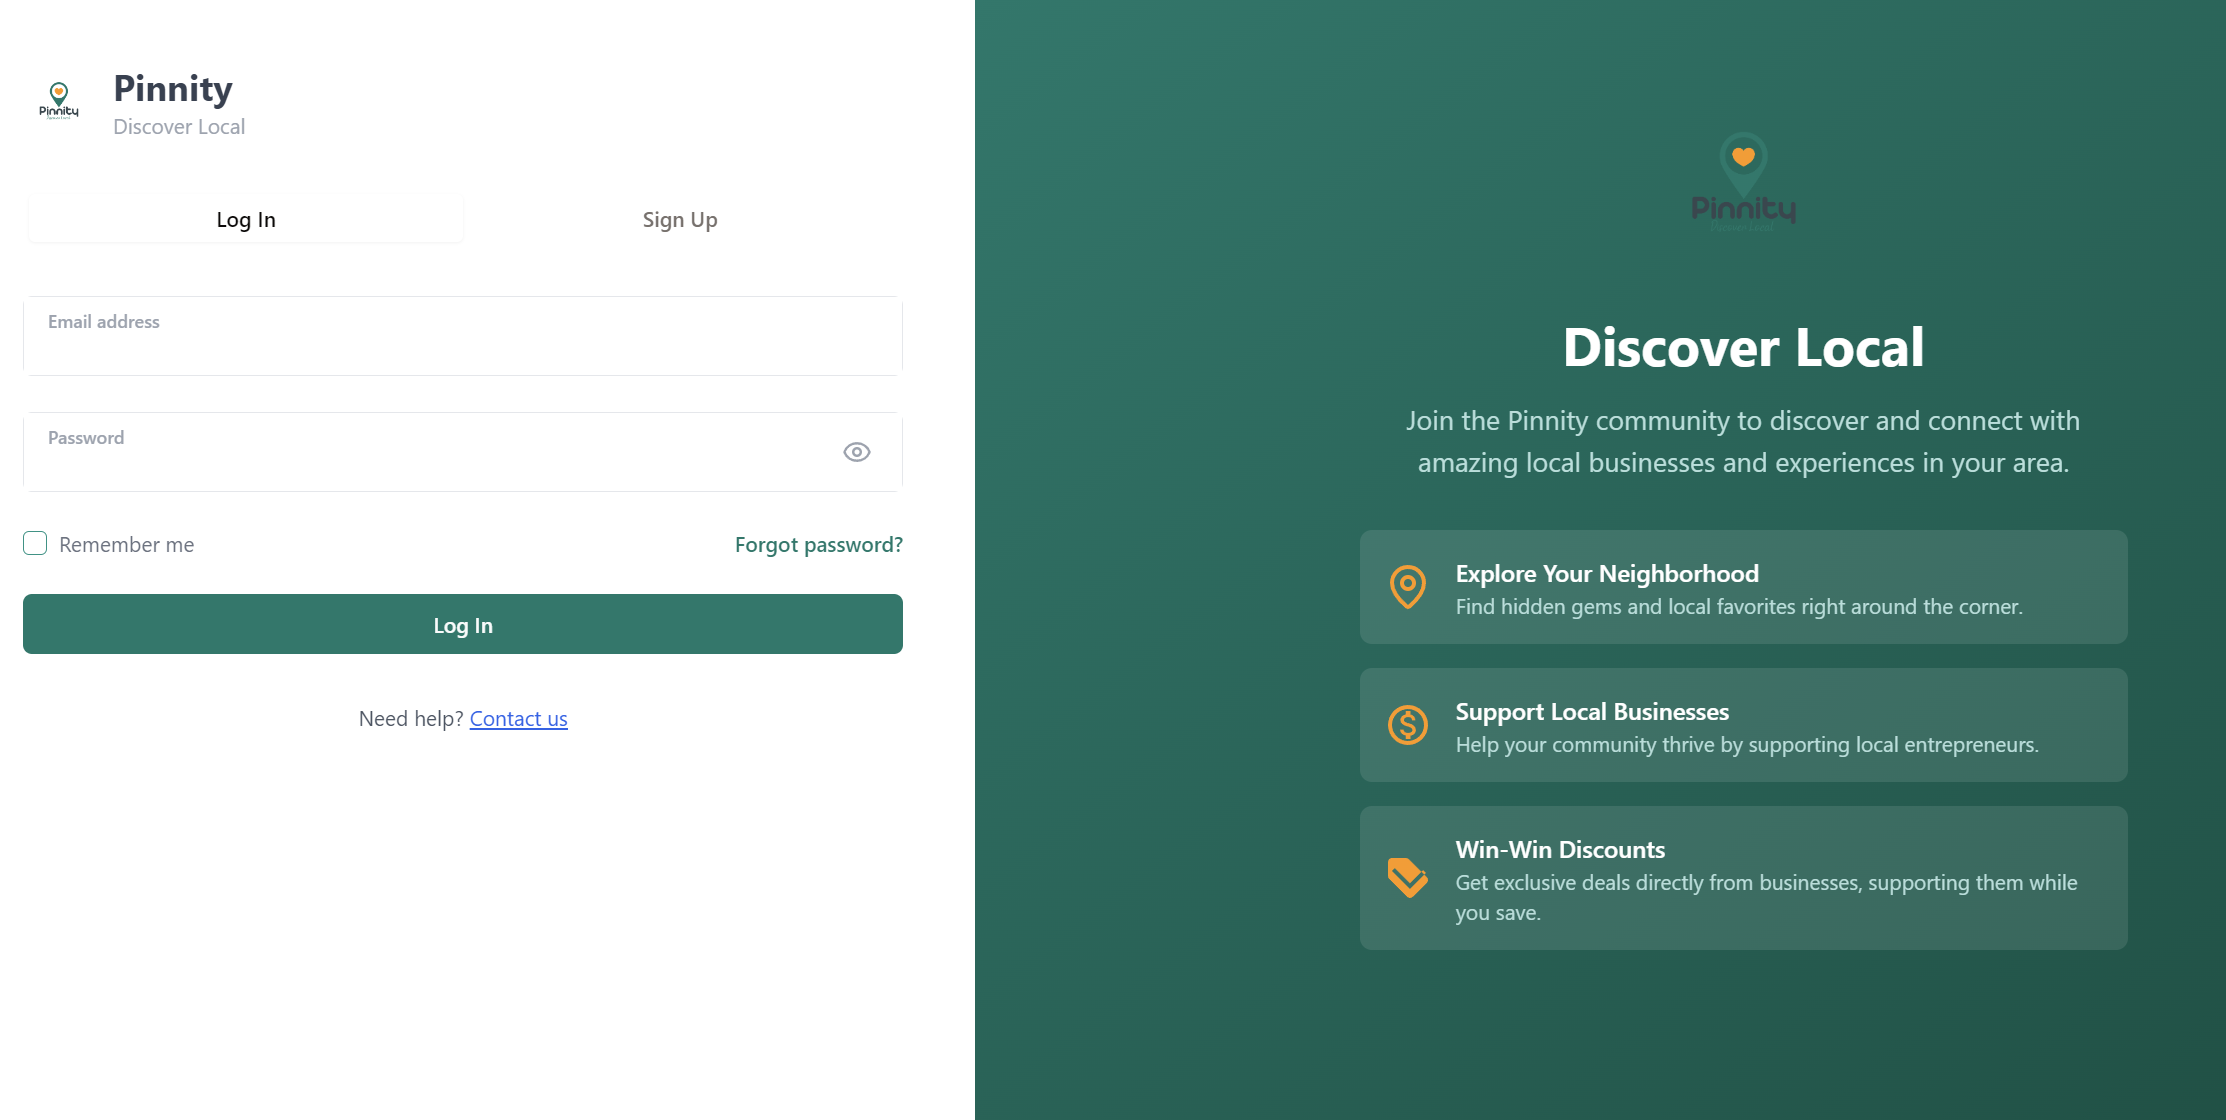 Pinnity
Pinnity
Discover Local
Log In
Sign Up
Email address
Password
Remember me
Forgot password?
Log In
Need help? Contact us
Pinnity
Discover Local
Discover Local
Join the Pinnity community to discover and connect with
amazing local businesses and experiences in your area.
Explore Your Neighborhood
Find hidden gems and local favorites right around the corner.
Support Local Businesses
Help your community thrive by supporting local entrepreneurs.
Win-Win Discounts
Get exclusive deals directly from businesses, supporting them while
you save.